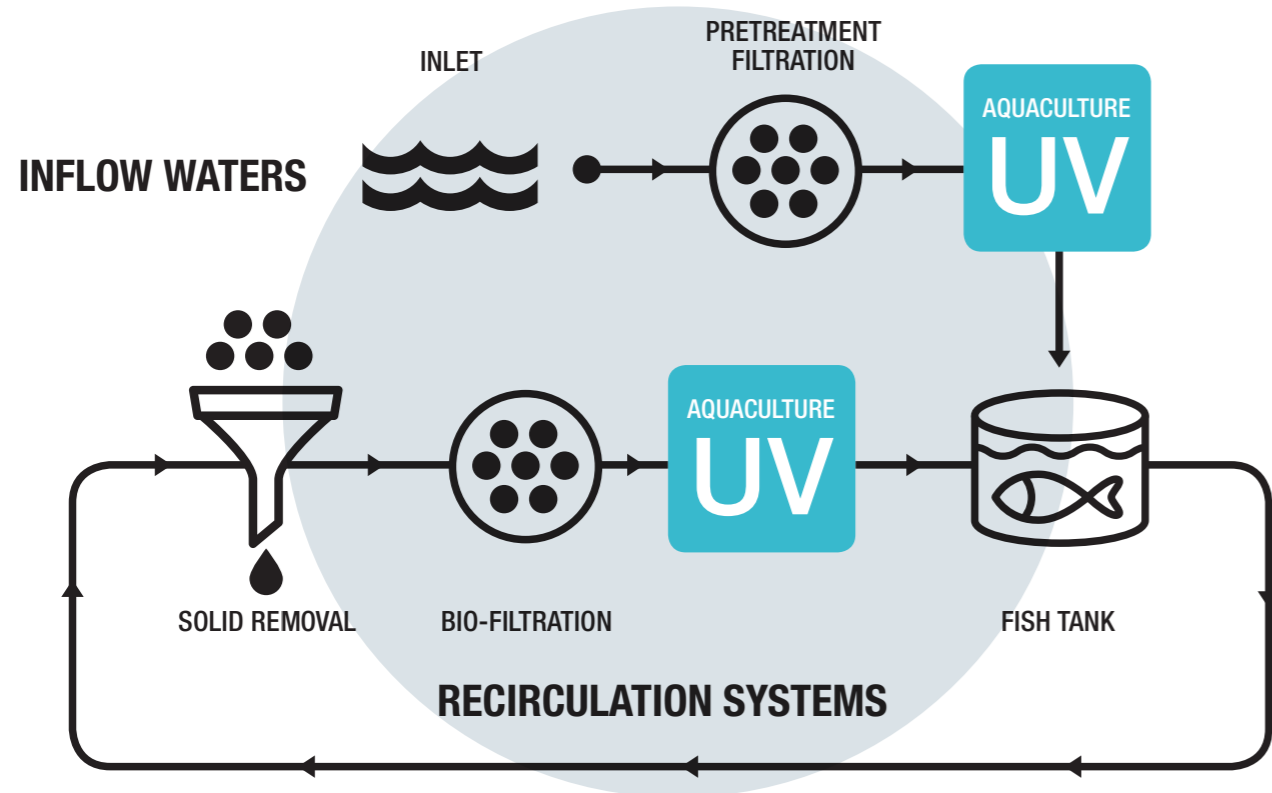 INLET
PRETREATMENT
FILTRATION
AQUACULTURE
UV
INFLOW WATERS
AQUACULTURE
UV
SOLID REMOVAL
BIO-FILTRATION
FISH TANK
RECIRCULATION SYSTEMS